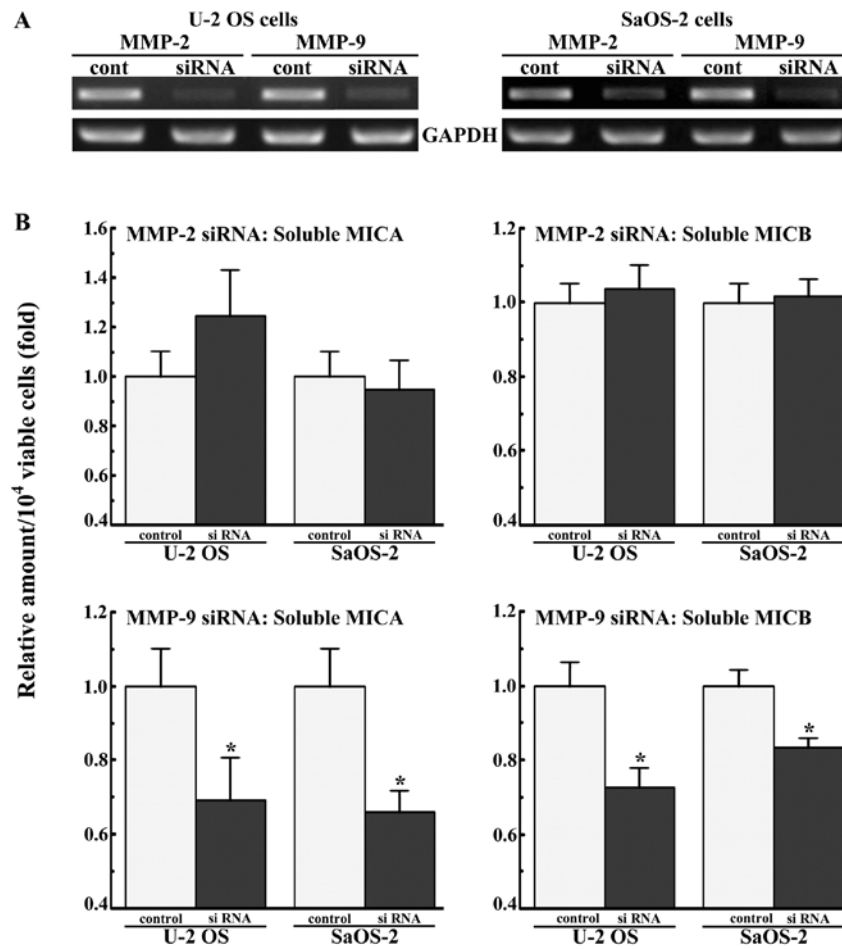 A
U-2 OS cells
SaOS-2 cells
MMP-2 MMP-9
MMP-2 MMP-9
cont siRNA cont siRNA
cont siRNA cont siRNA
GAPDH
B
Relative amount/10⁴ viable cells (fold)
MMP-2 siRNA: Soluble MICA
1.6
1.4
1.2
1.0
0.8
0.6
0.4
control si RNA control si RNA
U-2 OS SaOS-2
MMP-2 siRNA: Soluble MICB
1.2
1.0
0.8
0.6
0.4
control si RNA control si RNA
U-2 OS SaOS-2
MMP-9 siRNA: Soluble MICA
1.2
1.0
0.8
0.6
0.4
* *
control si RNA control si RNA
U-2 OS SaOS-2
MMP-9 siRNA: Soluble MICB
1.2
1.0
0.8
0.6
0.4
* *
control si RNA control si RNA
U-2 OS SaOS-2